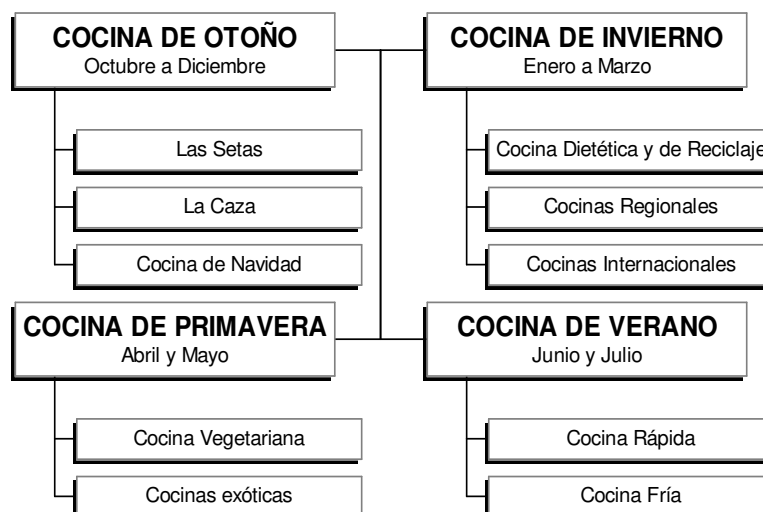 COCINA DE OTOÑO
Octubre a Diciembre
Las Setas
La Caza
Cocina de Navidad
COCINA DE INVIERNO
Enero a Marzo
Cocina Dietética y de Reciclaje
Cocinas Regionales
Cocinas Internacionales
COCINA DE PRIMAVERA
Abril y Mayo
Cocina Vegetariana
Cocinas exóticas
COCINA DE VERANO
Junio y Julio
Cocina Rápida
Cocina Fría